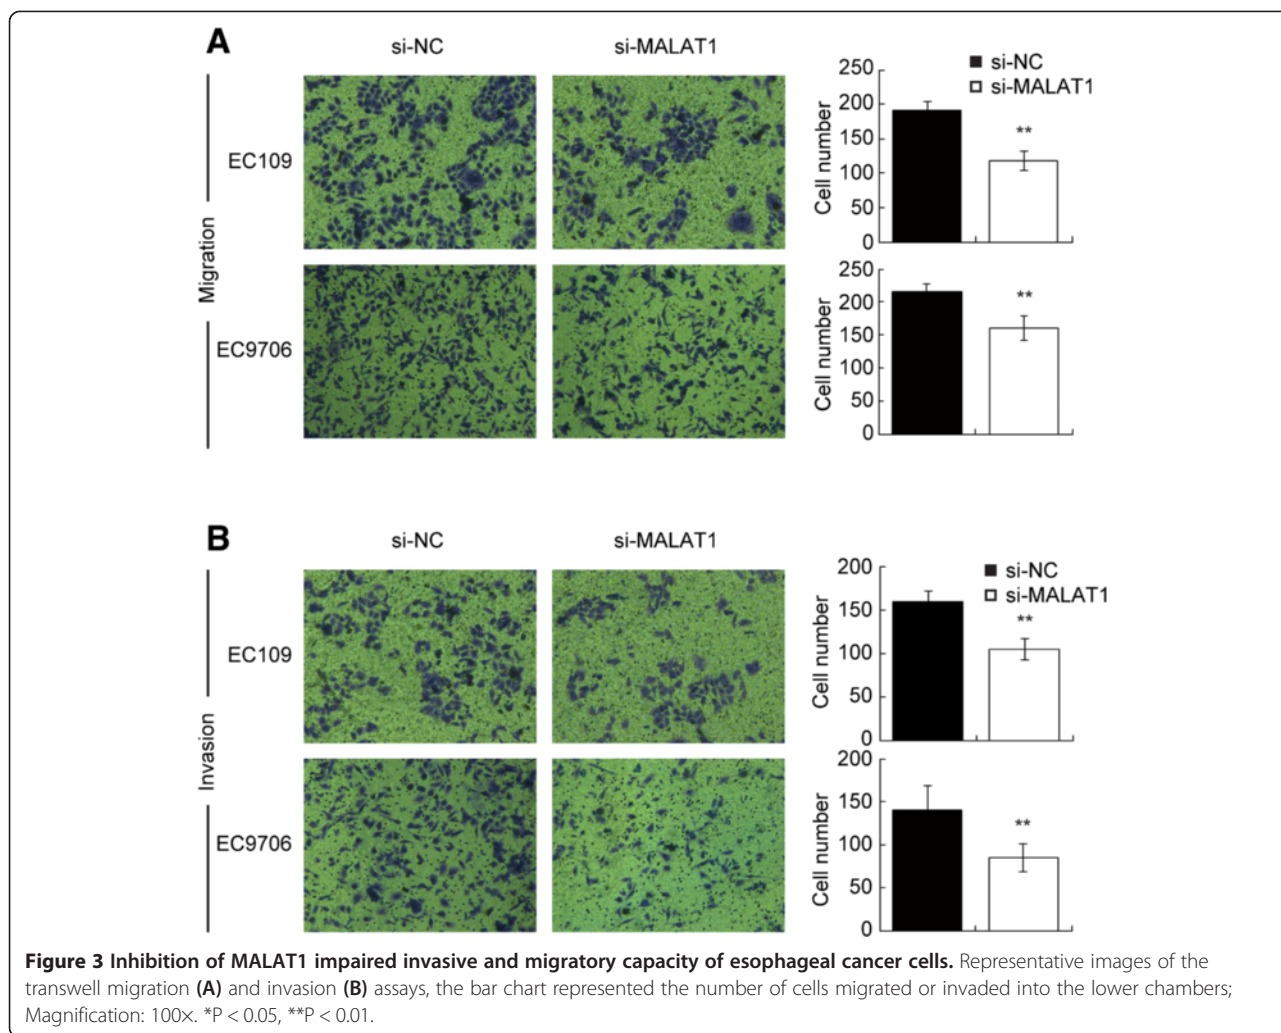 A
si-NC
si-MALAT1
EC109
EC9706
Migration
250
200
150
100
50
0
Cell number
si-NC
si-MALAT1
**
250
200
150
100
50
0
Cell number
**
B
si-NC
si-MALAT1
EC109
EC9706
Invasion
200
150
100
50
0
Cell number
si-NC
si-MALAT1
**
200
150
100
50
0
Cell number
**
Figure 3 Inhibition of MALAT1 impaired invasive and migratory capacity of esophageal cancer cells. Representative images of the
transwell migration (A) and invasion (B) assays, the bar chart represented the number of cells migrated or invaded into the lower chambers;
Magnification: 100×. *P < 0.05, **P < 0.01.